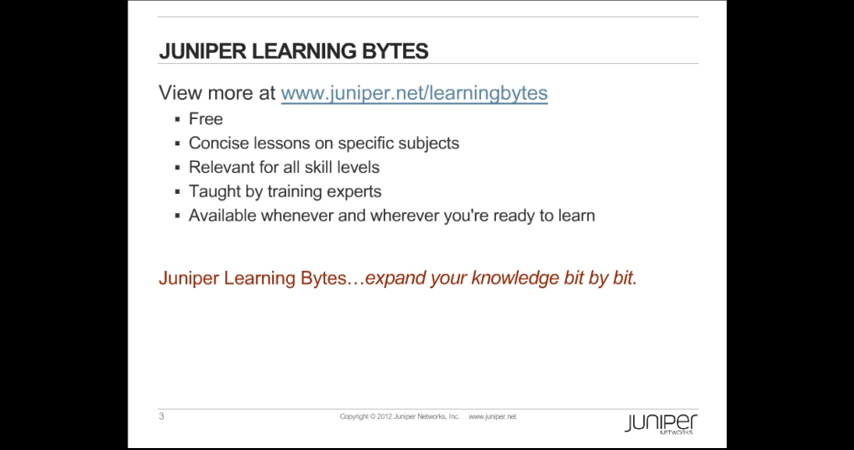 JUNIPER LEARNING BYTES
View more at www.juniper.net/learningbytes
▪ Free
▪ Concise lessons on specific subjects
▪ Relevant for all skill levels
▪ Taught by training experts
▪ Available whenever and wherever you're ready to learn
Juniper Learning Bytes…expand your knowledge bit by bit.
3
Copyright © 2012 Juniper Networks, Inc. www.juniper.net
JUNIPER
NETWORKS